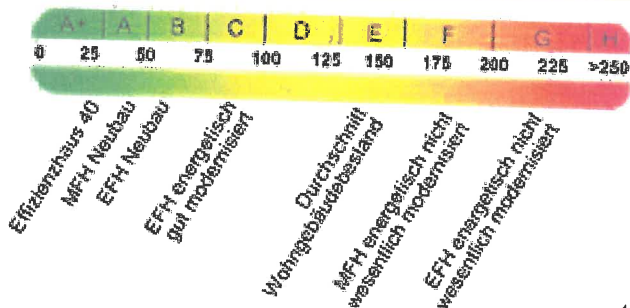 A+ A B C D E F G H
0 25 50 75 100 125 150 175 200 225 >250
Effizienzhaus 40
MFH Neubau
EFH Neubau
EFH energetisch
gut modernisiert
Durchschnitt
Wohngebäudebestand
MFH energetisch nicht
wesentlich modernisiert
EFH energetisch nicht
wesentlich modernisiert